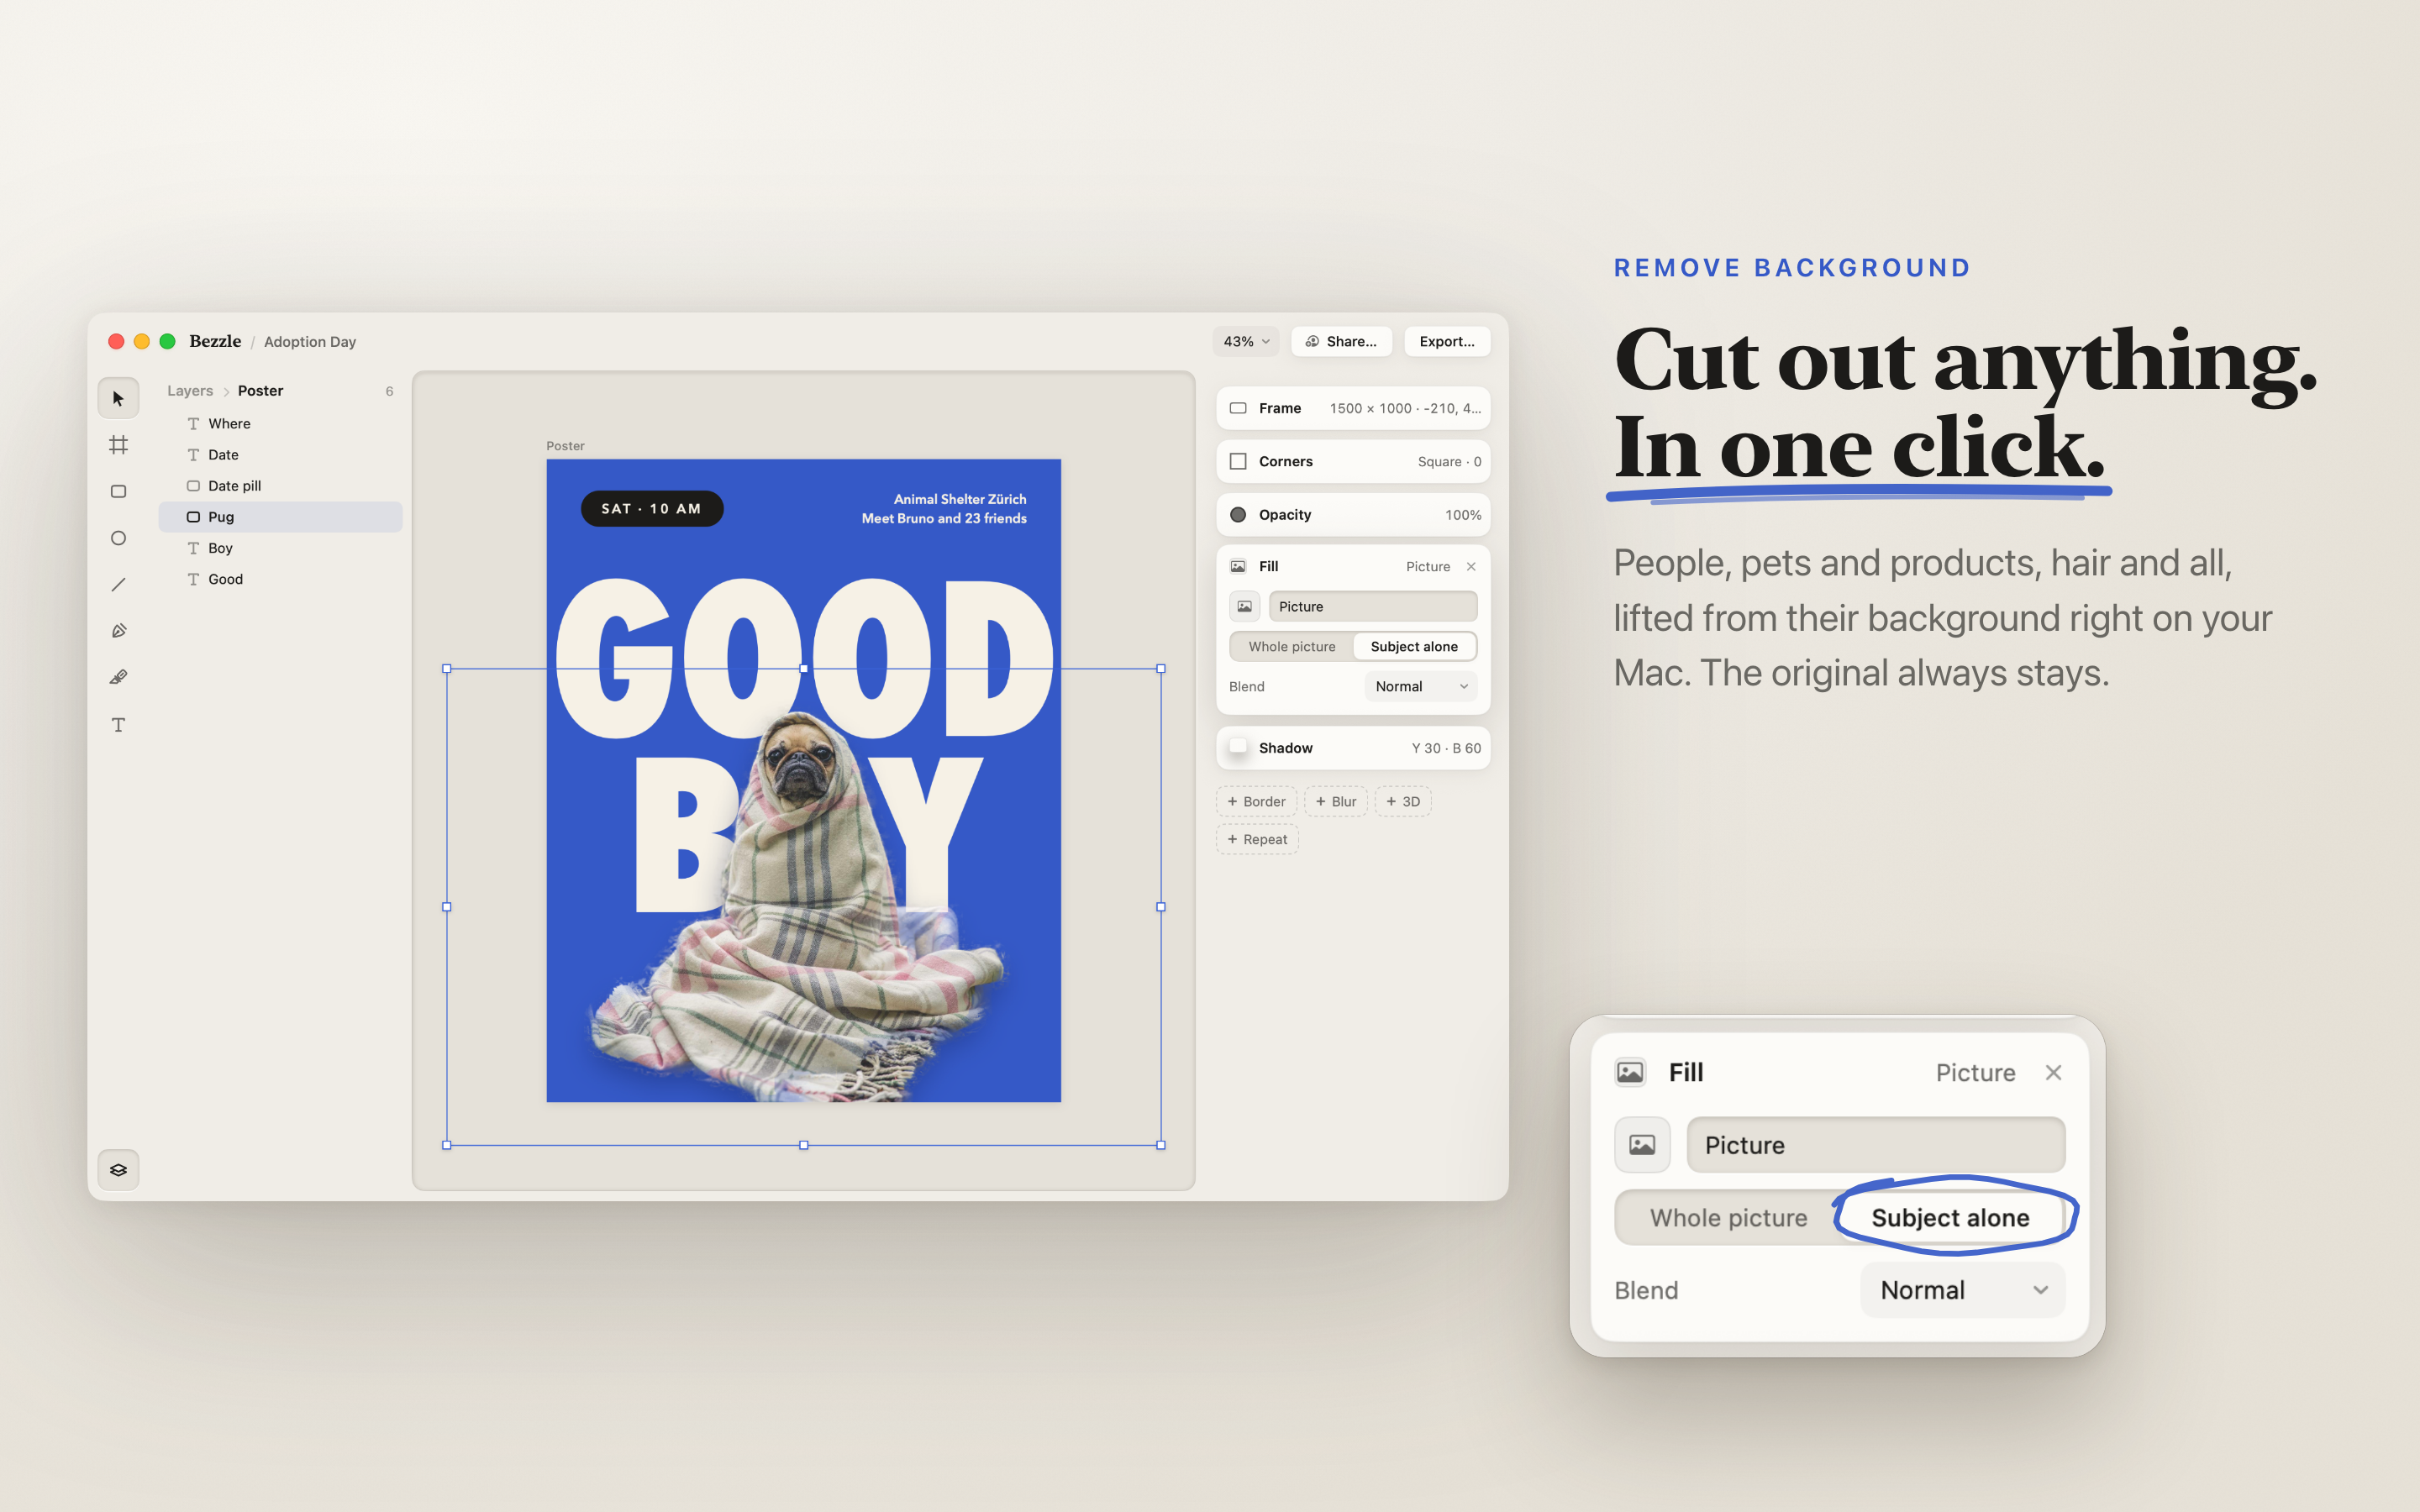 REMOVE BACKGROUND
Cut out anything.
In one click.
People, pets and products, hair and all,
lifted from their background right on your
Mac. The original always stays.
Bezzle / Adoption Day
43%
Share...
Export...
Layers > Poster 6
Where
Date
Date pill
Pug
Boy
Good
Poster
SAT · 10 AM
Animal Shelter Zürich
Meet Bruno and 23 friends
GOOD
B Y
Frame 1500 × 1000 · -210, 4...
Corners Square · 0
Opacity 100%
Fill Picture
Picture
Whole picture Subject alone
Blend Normal
Shadow Y 30 · B 60
+ Border + Blur + 3D
+ Repeat
Fill Picture
Picture
Whole picture Subject alone
Blend Normal